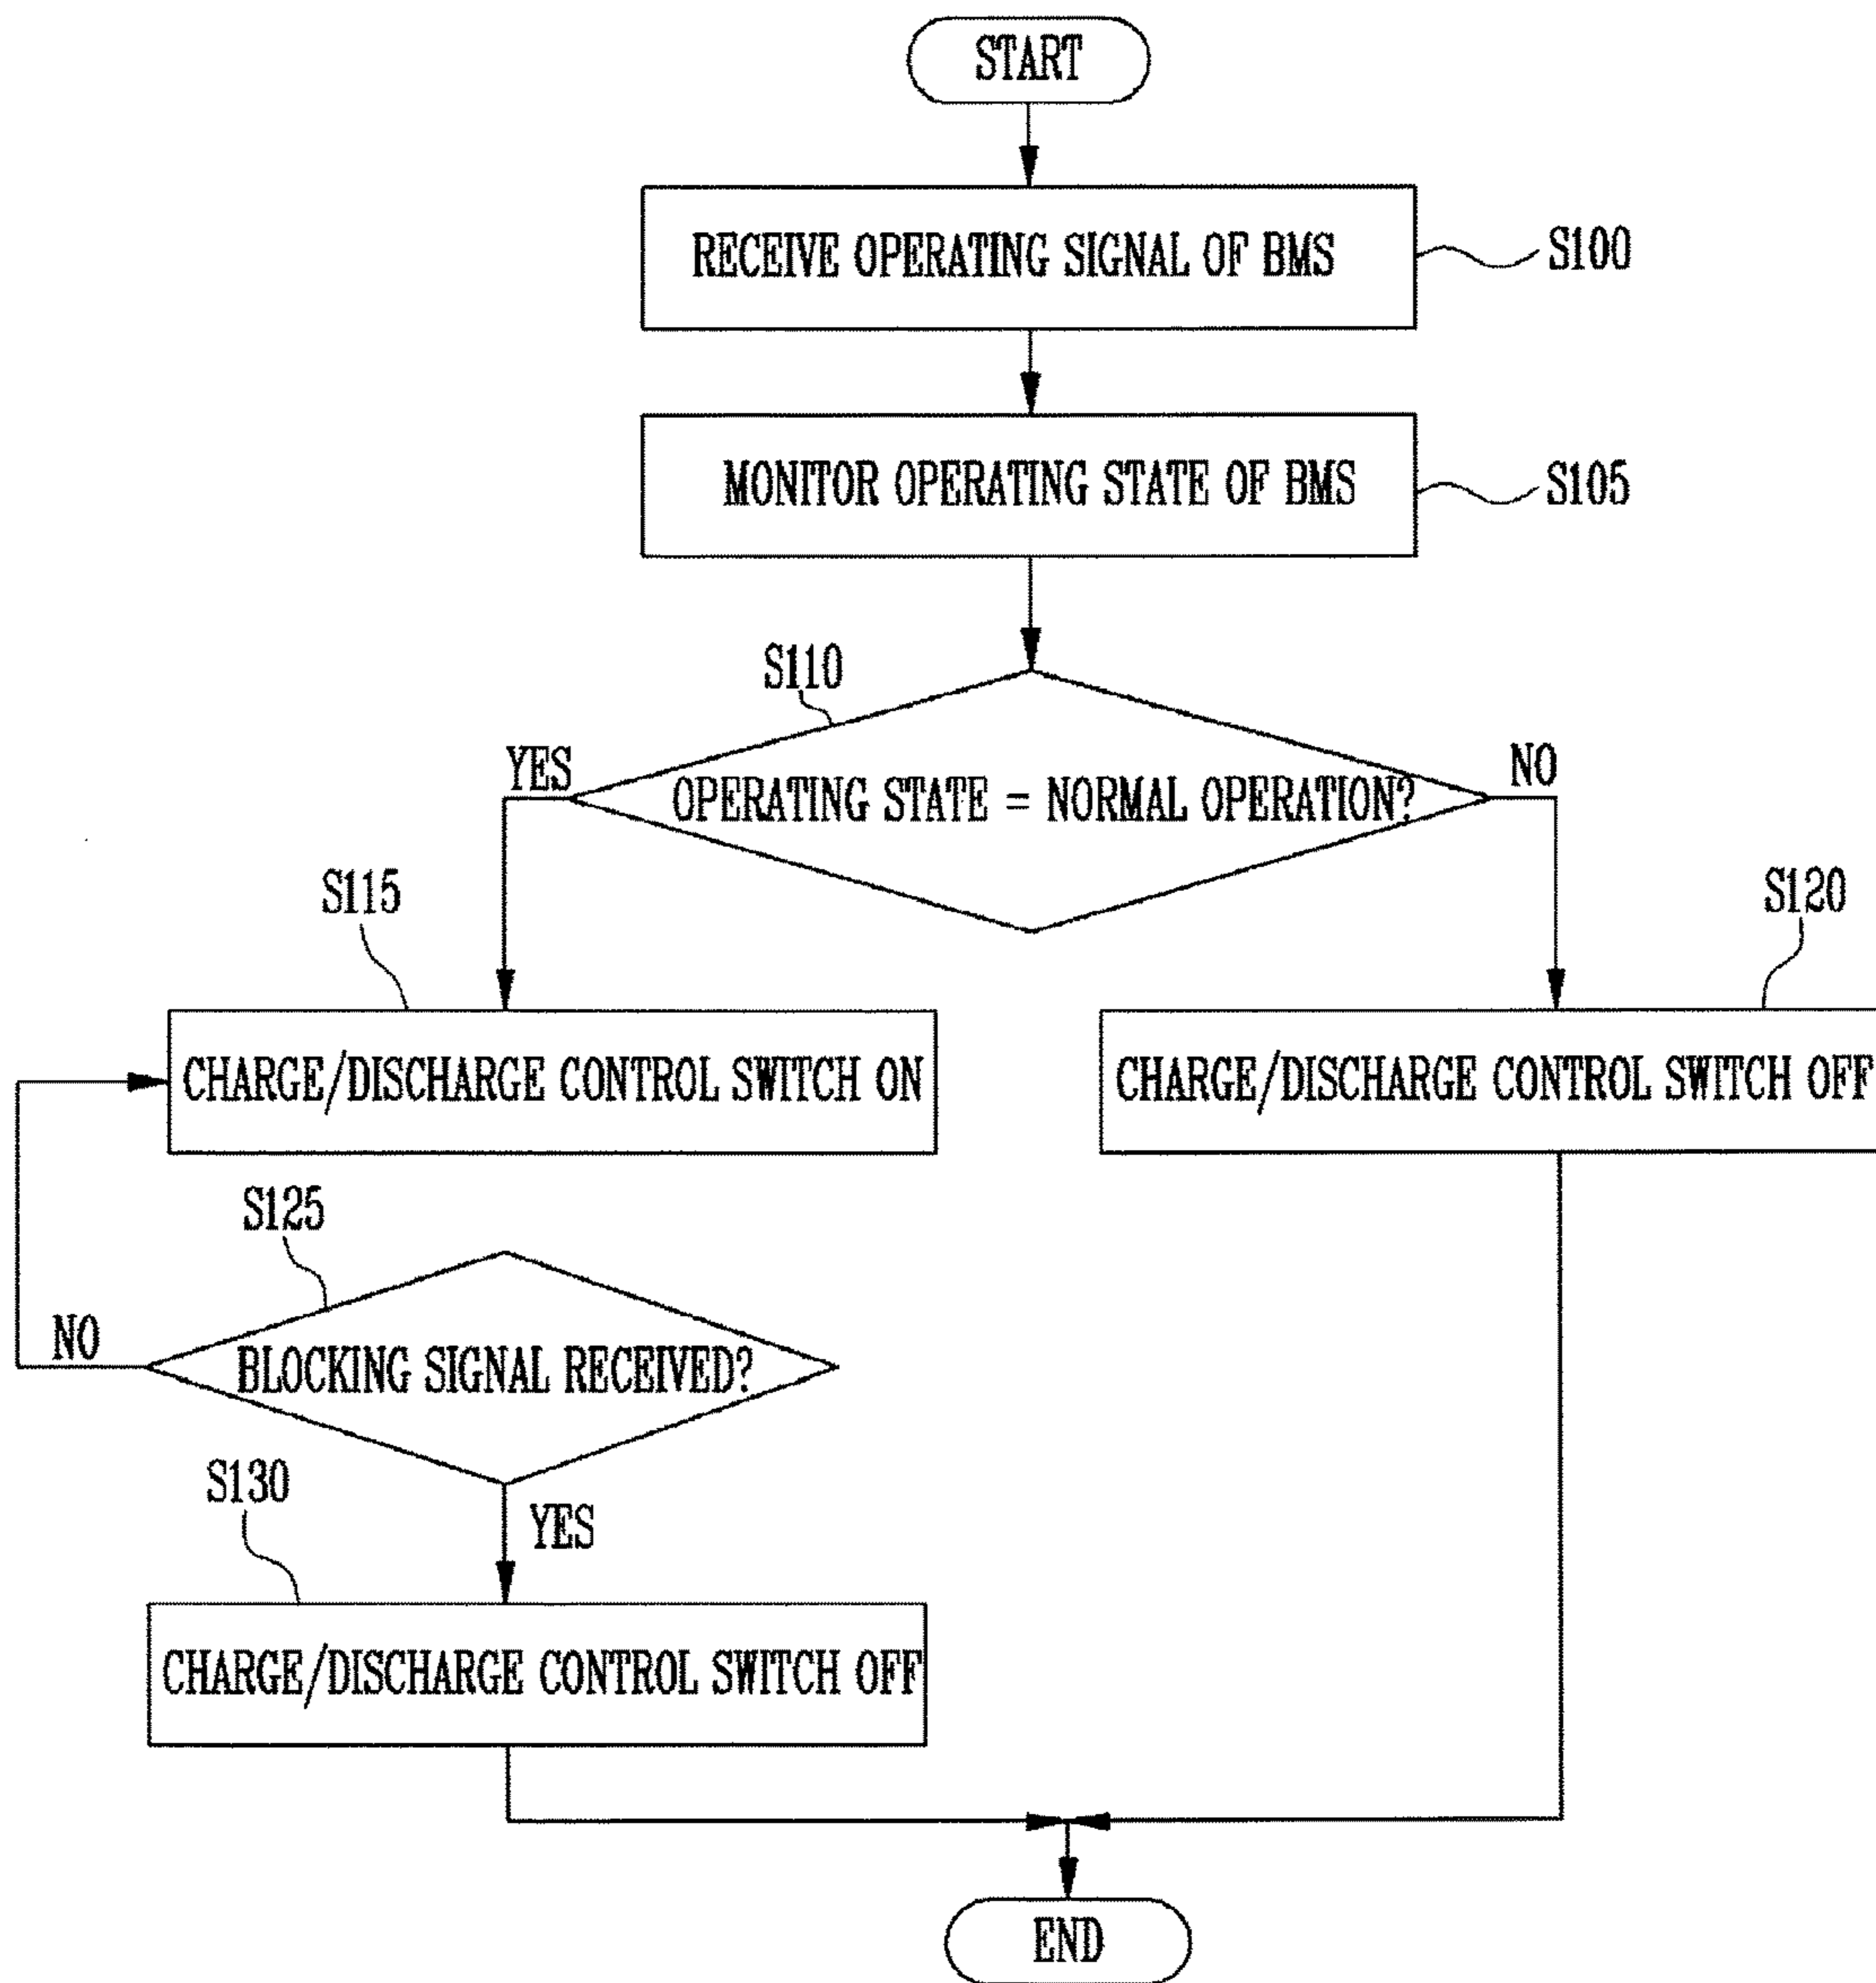 START
RECEIVE OPERATING SIGNAL OF BMS
S100
MONITOR OPERATING STATE OF BMS
S105
S110
YES
OPERATING STATE = NORMAL OPERATION?
NO
S115
S120
CHARGE/DISCHARGE CONTROL SWITCH ON
CHARGE/DISCHARGE CONTROL SWITCH OFF
S125
NO
BLOCKING SIGNAL RECEIVED?
S130
YES
CHARGE/DISCHARGE CONTROL SWITCH OFF
END